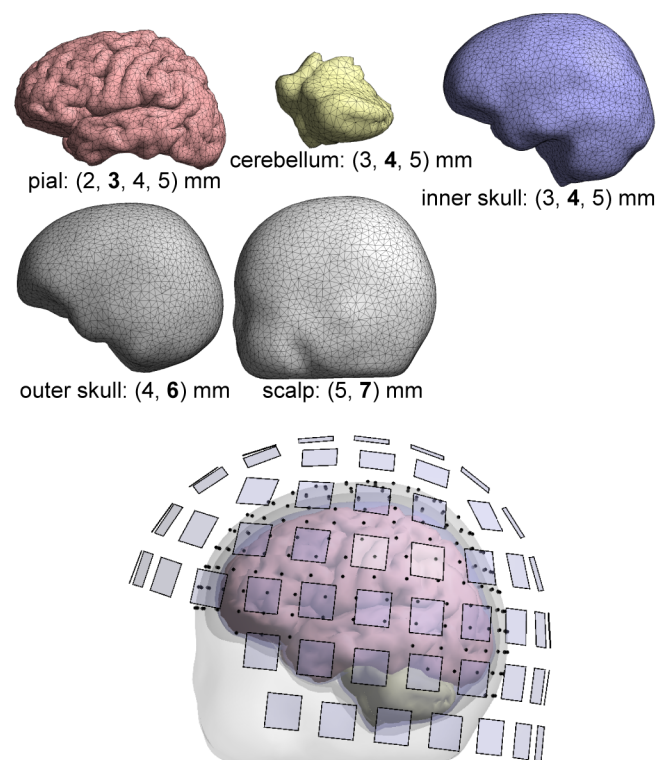 pial: (2, 3, 4, 5) mm
cerebellum: (3, 4, 5) mm
inner skull: (3, 4, 5) mm
outer skull: (4, 6) mm
scalp: (5, 7) mm